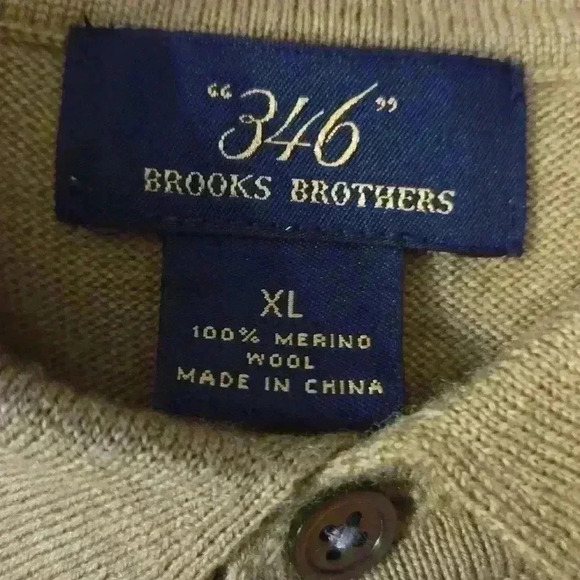 "346"
BROOKS BROTHERS
XL
100% MERINO
WOOL
MADE IN CHINA